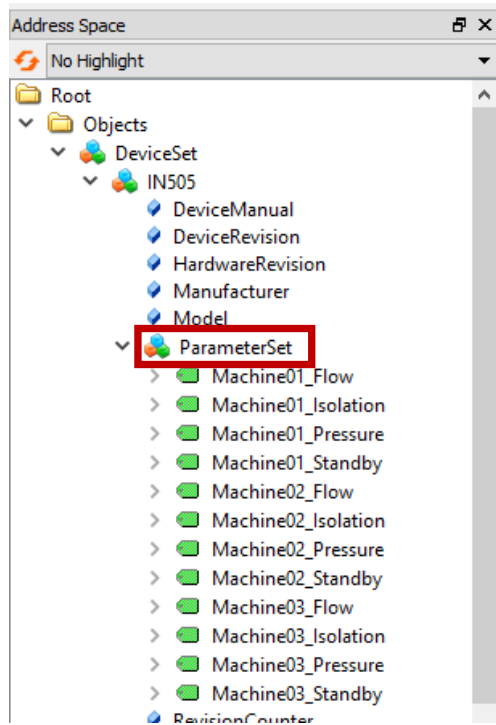 Address Space
No Highlight
Root
Objects
DeviceSet
IN505
DeviceManual
DeviceRevision
HardwareRevision
Manufacturer
Model
ParameterSet
Machine01_Flow
Machine01_Isolation
Machine01_Pressure
Machine01_Standby
Machine02_Flow
Machine02_Isolation
Machine02_Pressure
Machine02_Standby
Machine03_Flow
Machine03_Isolation
Machine03_Pressure
Machine03_Standby
RevisionCounter